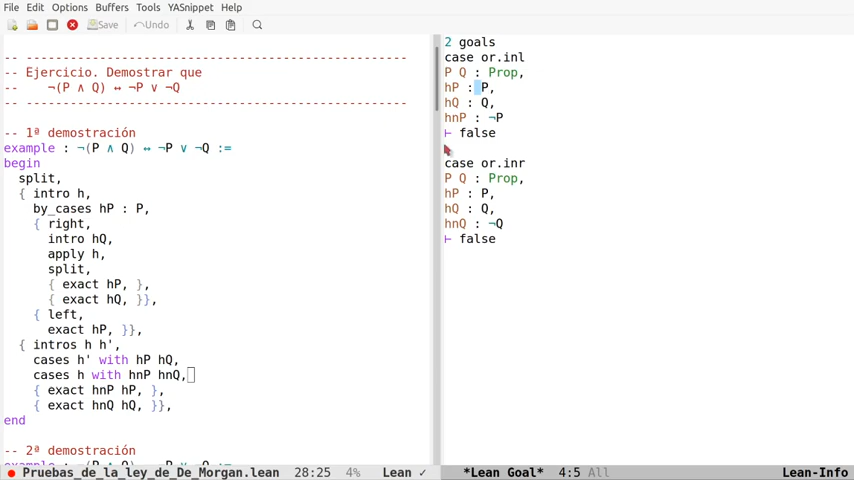 File Edit Options Buffers Tools YASnippet Help
Save Undo
-- ----------------------------------------------------
-- Ejercicio. Demostrar que
--    ¬(P ∧ Q) ↔ ¬P ∨ ¬Q
-- ----------------------------------------------------
-- 1ª demostración
example : ¬(P ∧ Q) ↔ ¬P ∨ ¬Q :=
begin
  split,
  { intro h,
    by_cases hP : P,
    { right,
      intro hQ,
      apply h,
      split,
      { exact hP, },
      { exact hQ, }},
    { left,
      exact hP, }},
  { intros h h',
    cases h' with hP hQ,
    cases h with hnP hnQ,
    { exact hnP hP, },
    { exact hnQ hQ, }},
end
-- 2ª demostración
example : ¬(P ∧ Q) ↔ ¬P ∨ ¬Q :=
Pruebas_de_la_ley_de_De_Morgan.lean 28:25 4% Lean ✓
2 goals
case or.inl
P Q : Prop,
hP : P,
hQ : Q,
hnP : ¬P
⊢ false
case or.inr
P Q : Prop,
hP : P,
hQ : Q,
hnQ : ¬Q
⊢ false
*Lean Goal* 4:5 All Lean-Info